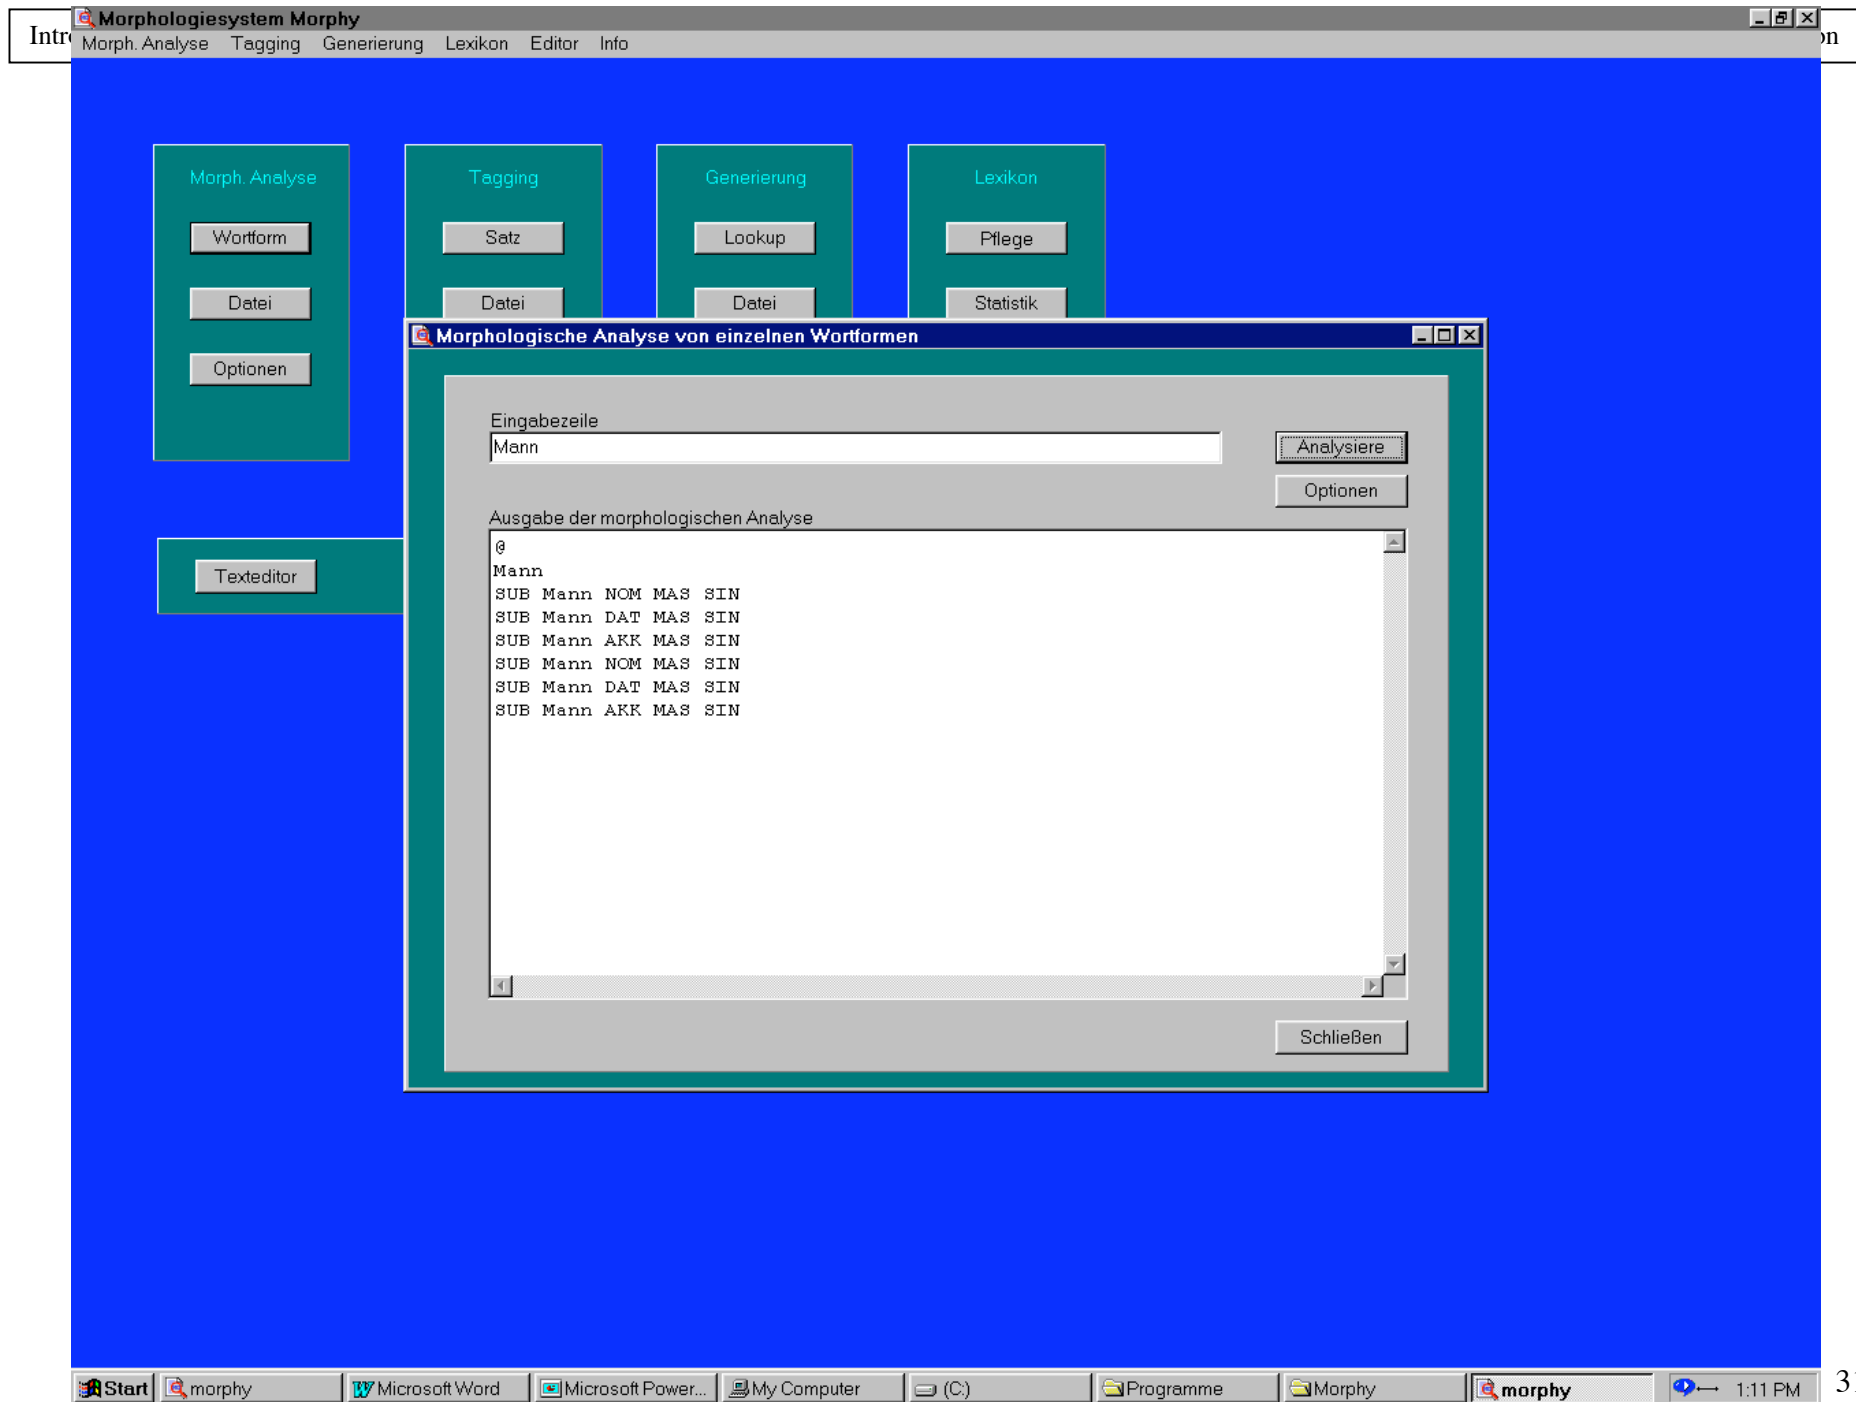 Morphologiesystem Morphy
Morph. Analyse Tagging Generierung Lexikon Editor Info
Morph. Analyse Tagging Generierung Lexikon
Wortform Satz Lookup Pflege
Datei Datei Datei Statistik
Optionen
Texteditor
Morphologische Analyse von einzelnen Wortformen
Eingabezeile
Mann Analysiere
Optionen
Ausgabe der morphologischen Analyse
@
Mann
SUB Mann NOM MAS SIN
SUB Mann DAT MAS SIN
SUB Mann AKK MAS SIN
SUB Mann NOM MAS SIN
SUB Mann DAT MAS SIN
SUB Mann AKK MAS SIN
Schließen
Start morphy Microsoft Word Microsoft Power... My Computer (C:) Programme Morphy morphy 1:11 PM